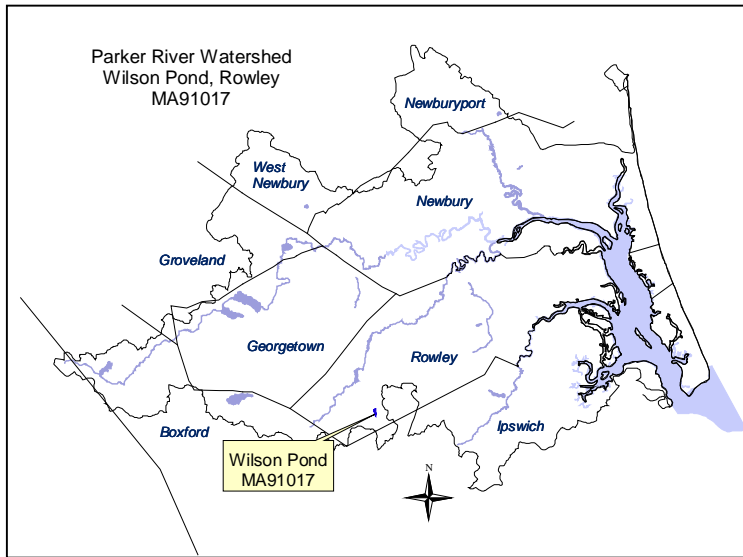 Parker River Watershed
Wilson Pond, Rowley
MA91017
Newburyport
West
Newbury
Newbury
Groveland
Georgetown
Rowley
Boxford
Ipswich
Wilson Pond
MA91017
N